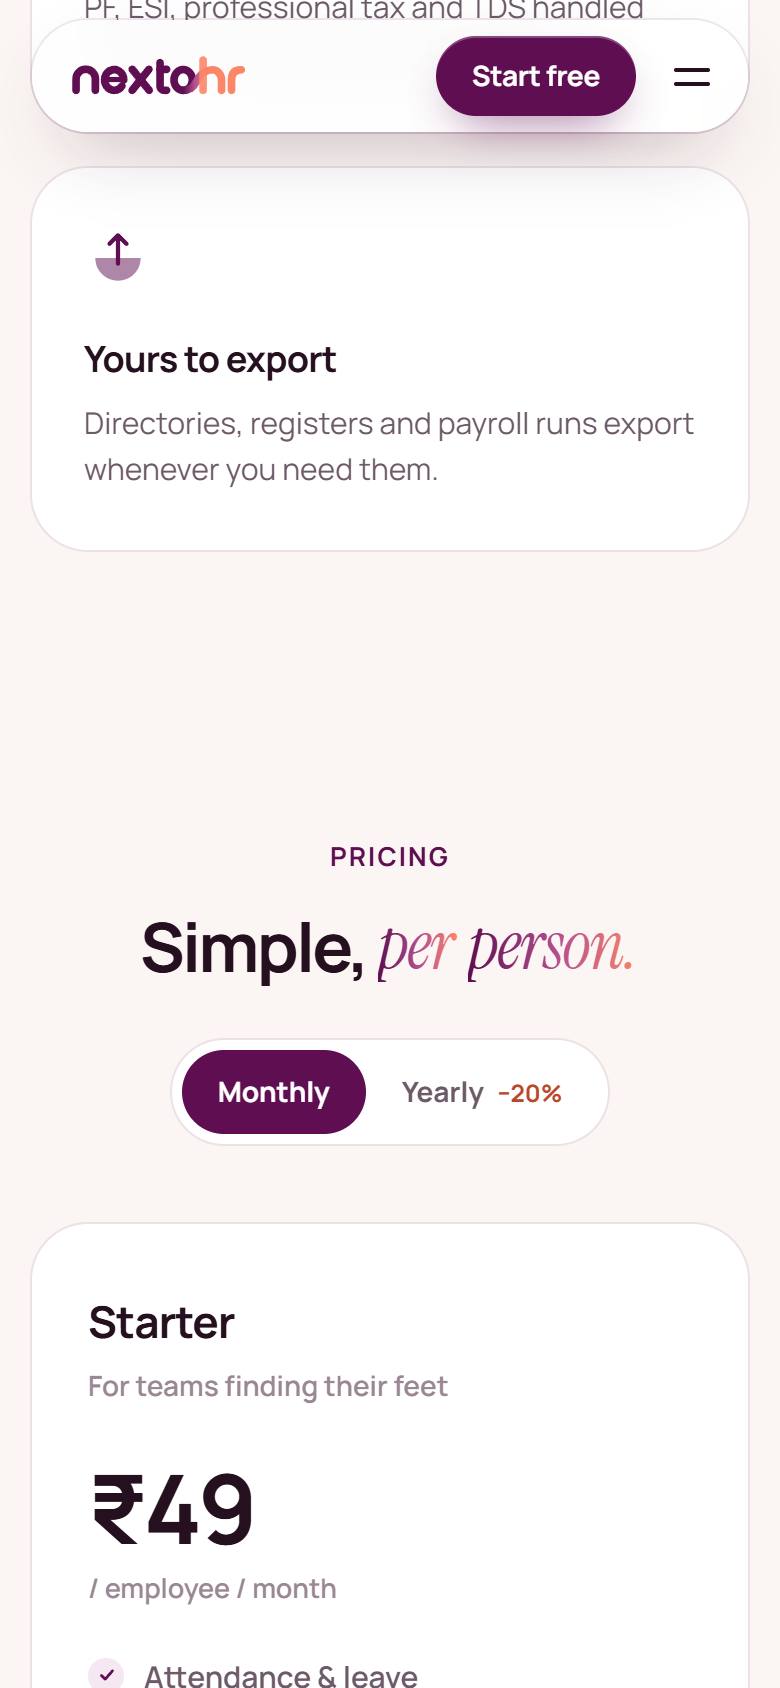 PF, ESI, professional tax and TDS handled
nextohr
Start free
Yours to export
Directories, registers and payroll runs export
whenever you need them.
PRICING
Simple, per person.
Monthly
Yearly −20%
Starter
For teams finding their feet
₹49
/ employee / month
Attendance & leave